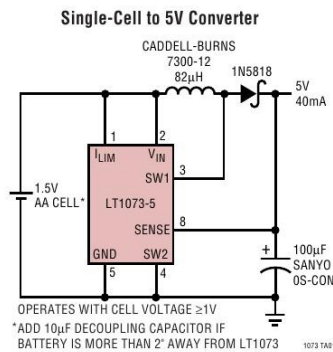 Single-Cell to 5V Converter
CADDELL-BURNS
7300-12
82µH
1N5818
5V
40mA
1
2
ILIM
VIN
SW1
3
1.5V
AA CELL*
LT1073-5
SENSE
8
GND
SW2
5
4
+
100µF
SANYO
0S-CON
OPERATES WITH CELL VOLTAGE ≥1V
*ADD 10µF DECOUPLING CAPACITOR IF
BATTERY IS MORE THAN 2" AWAY FROM LT1073
1073 TA0